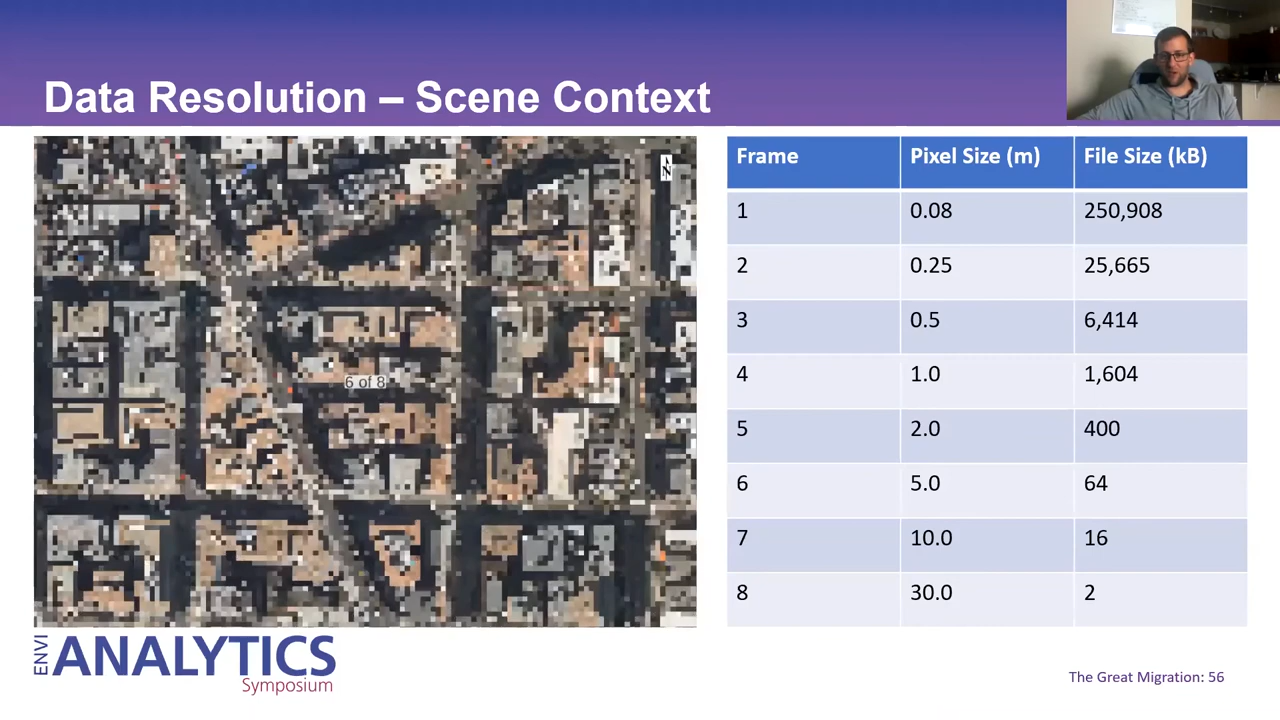 Data Resolution – Scene Context
N
6 of 8
Frame Pixel Size (m) File Size (kB)
1 0.08 250,908
2 0.25 25,665
3 0.5 6,414
4 1.0 1,604
5 2.0 400
6 5.0 64
7 10.0 16
8 30.0 2
ENVI ANALYTICS
Symposium
The Great Migration: 56